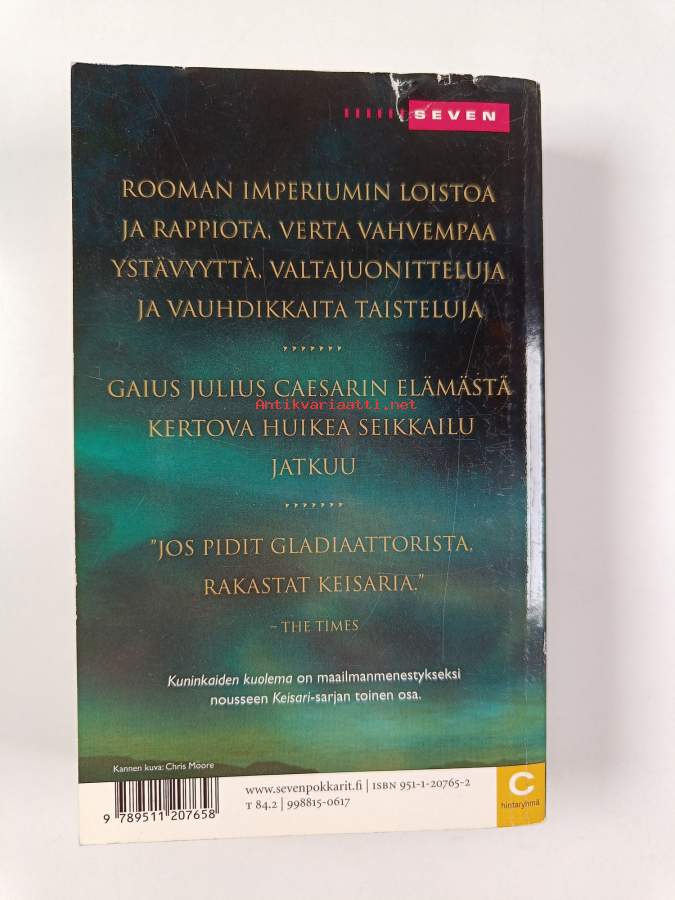 SEVEN
ROOMAN IMPERIUMIN LOISTOA
JA RAPPIOTA, VERTA VAHVEMPAA
YSTÄVYYTTÄ, VALTAJUONITTELUJA
JA VAUHDIKKAITA TAISTELUJA
GAIUS JULIUS CAESARIN ELÄMÄSTÄ
Antikvariaatti.net
KERTOVA HUIKEA SEIKKAILU
JATKUU
"JOS PIDIT GLADIAATTORISTA,
RAKASTAT KEISARIA."
– THE TIMES
Kuninkaiden kuolema on maailmanmenestykseksi
nousseen Keisari-sarjan toinen osa.
Kannen kuva: Chris Moore
www.sevenpokkarit.fi | ISBN 951-1-20765-2
T 84.2 | 998815-0617
9 789511 207658
C
hintaryhmä